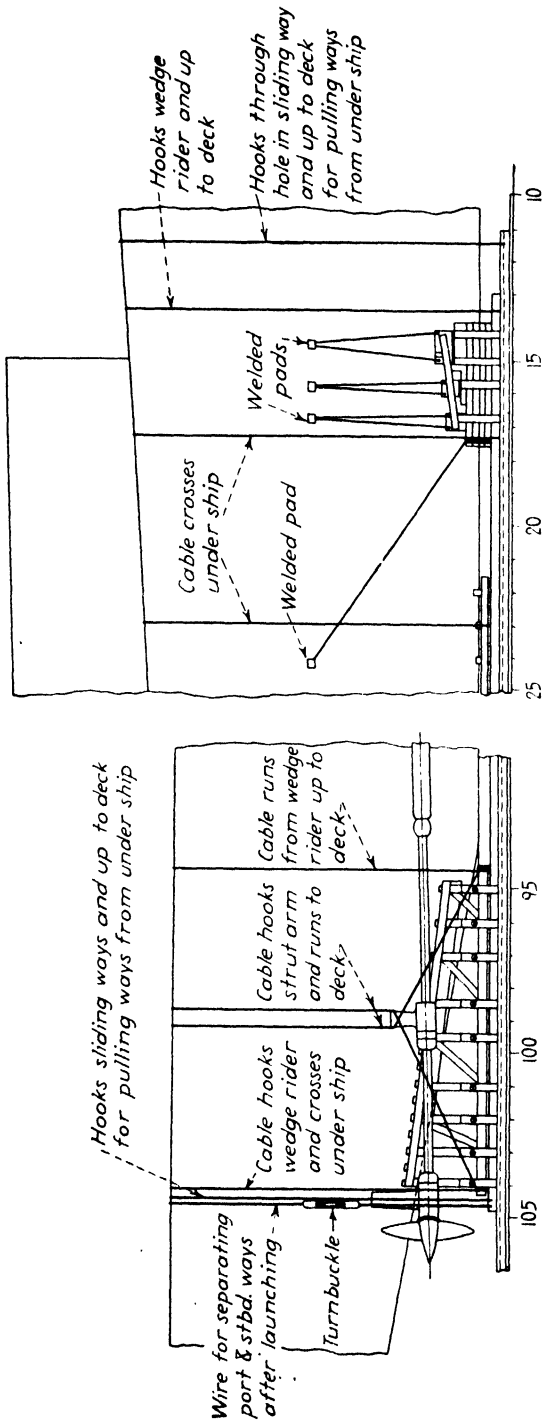 Hooks sliding ways and up to deck
for pulling ways from under ship
Wire for separating
port & stbd. ways
after launching
Turnbuckle
Cable hooks
wedge rider
and crosses
under ship
Cable hooks
strut arm
and runs to
deck
Cable runs
from wedge
rider up to
deck
105
100
95
Cable crosses
under ship
Welded pad
Welded
pads
Hooks wedge
rider and up
to deck
Hooks through
hole in sliding way
and up to deck
for pulling ways
from under ship
25
20
15
10